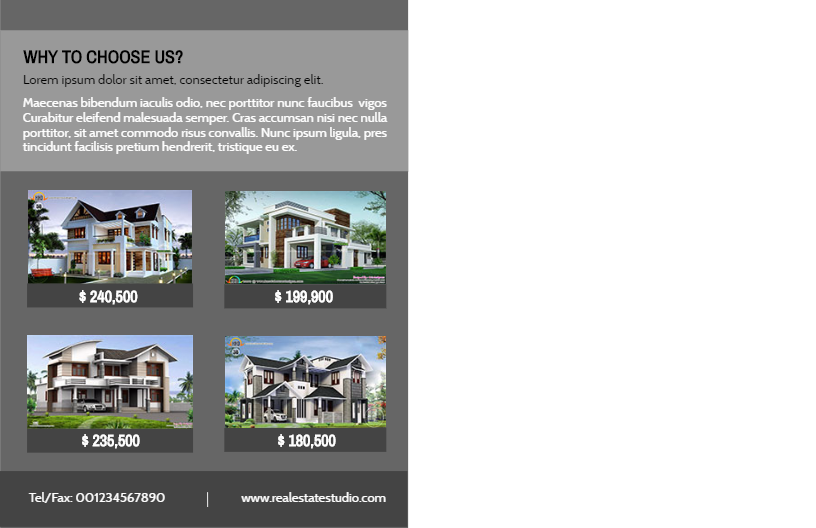 WHY TO CHOOSE US?
Lorem ipsum dolor sit amet, consectetur adipiscing elit.
Maecenas bibendum iaculis odio, nec porttitor nunc faucibus vigos
Curabitur eleifend malesuada semper. Cras accumsan nisi nec nulla
porttitor, sit amet commodo risus convallis. Nunc ipsum ligula, pres
tincidunt facilisis pretium hendrerit, tristique eu ex.
$ 240,500
$ 199,900
$ 235,500
$ 180,500
Tel/Fax: 001234567890 | www.realestatestudio.com